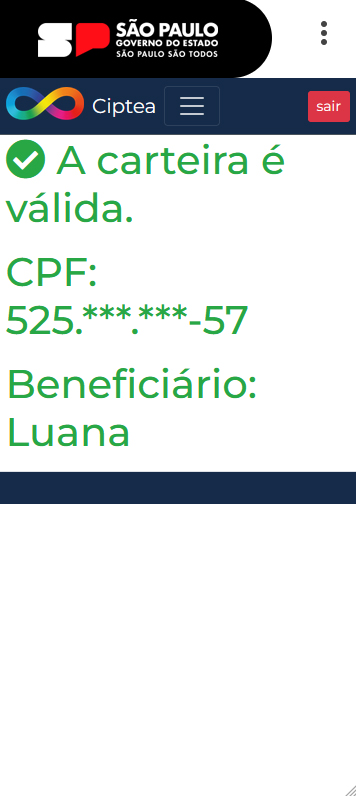 SÃO PAULO
GOVERNO DO ESTADO
SÃO PAULO SÃO TODOS
Ciptea
sair
A carteira é
válida.
CPF:
525.***.***-57
Beneficiário:
Luana